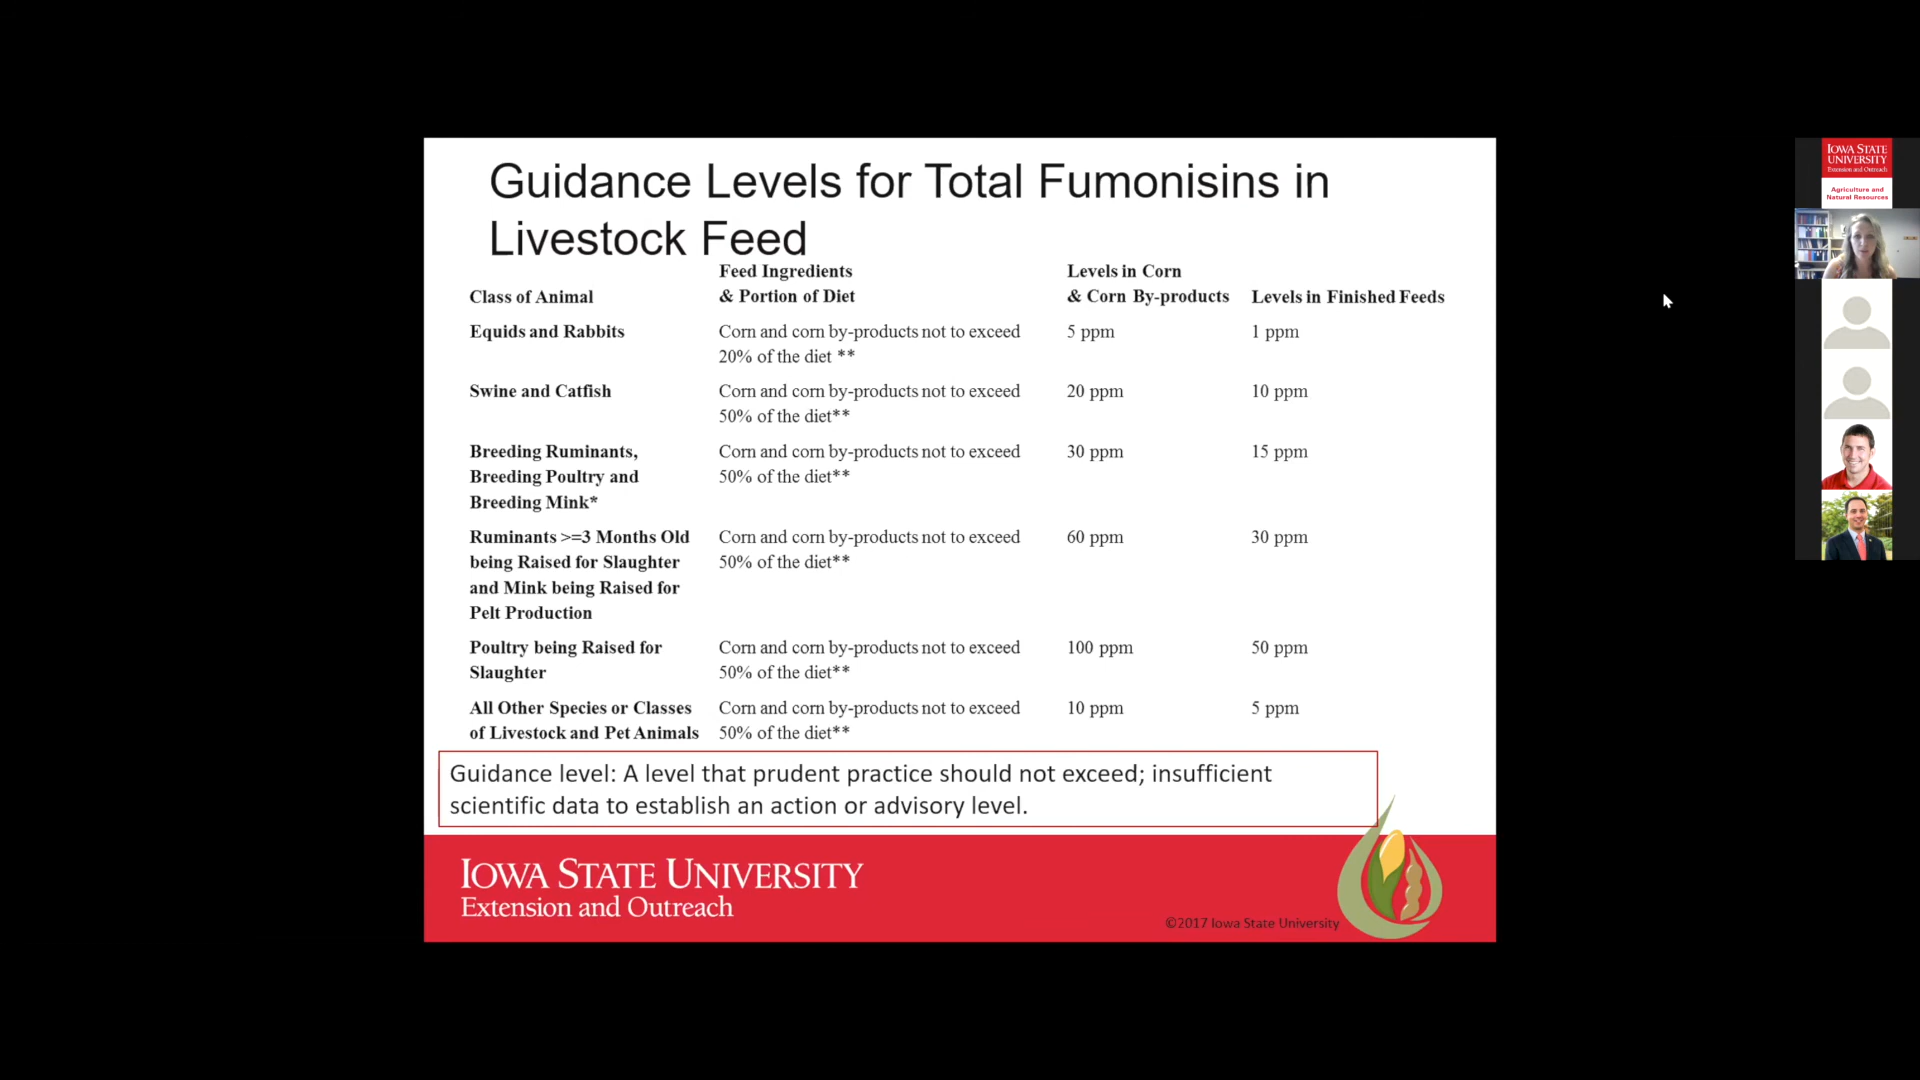 Guidance Levels for Total Fumonisins in
Livestock Feed
Class of Animal
Feed Ingredients
& Portion of Diet
Levels in Corn
& Corn By-products
Levels in Finished Feeds
Equids and Rabbits
Corn and corn by-products not to exceed
20% of the diet **
5 ppm
1 ppm
Swine and Catfish
Corn and corn by-products not to exceed
50% of the diet**
20 ppm
10 ppm
Breeding Ruminants,
Breeding Poultry and
Breeding Mink*
Corn and corn by-products not to exceed
50% of the diet**
30 ppm
15 ppm
Ruminants >=3 Months Old
being Raised for Slaughter
and Mink being Raised for
Pelt Production
Corn and corn by-products not to exceed
50% of the diet**
60 ppm
30 ppm
Poultry being Raised for
Slaughter
Corn and corn by-products not to exceed
50% of the diet**
100 ppm
50 ppm
All Other Species or Classes
of Livestock and Pet Animals
Corn and corn by-products not to exceed
50% of the diet**
10 ppm
5 ppm
Guidance level: A level that prudent practice should not exceed; insufficient
scientific data to establish an action or advisory level.
IOWA STATE UNIVERSITY
Extension and Outreach
©2017 Iowa State University
IOWA STATE
UNIVERSITY
Extension and Outreach
Agriculture and
Natural Resources